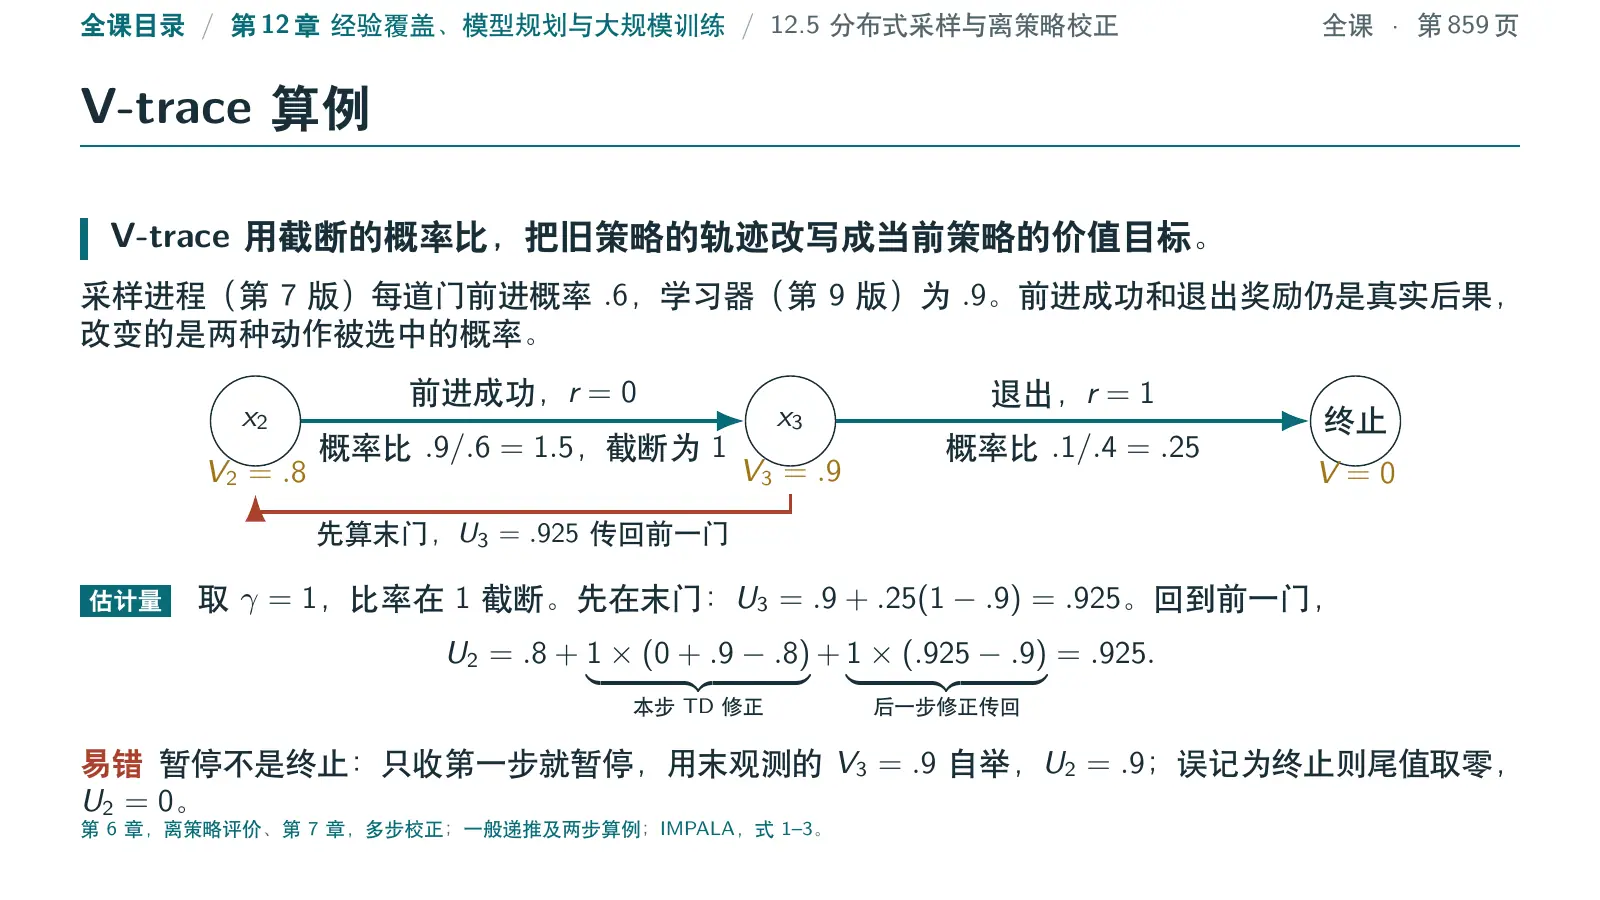 全课目录 / 第 12 章 经验覆盖、模型规划与大规模训练 / 12.5 分布式采样与离策略校正
全课 · 第 859 页
V-trace 算例
V-trace 用截断的概率比，把旧策略的轨迹改写成当前策略的价值目标。
采样进程（第 7 版）每道门前进概率 .6，学习器（第 9 版）为 .9。前进成功和退出奖励仍是真实后果，
改变的是两种动作被选中的概率。
前进成功，r = 0
退出，r = 1
x₂
x₃
终止
概率比 .9/.6 = 1.5，截断为 1
概率比 .1/.4 = .25
V₂ = .8
V₃ = .9
V = 0
先算末门，U₃ = .925 传回前一门
估计量 取 γ = 1，比率在 1 截断。先在末门：U₃ = .9 + .25(1 − .9) = .925。回到前一门，
U₂ = .8 + 1 × (0 + .9 − .8) + 1 × (.925 − .9) = .925.
本步 TD 修正
后一步修正传回
易错 暂停不是终止：只收第一步就暂停，用末观测的 V₃ = .9 自举，U₂ = .9；误记为终止则尾值取零，
U₂ = 0。
第 6 章，离策略评价、第 7 章，多步校正；一般递推及两步算例；IMPALA，式 1–3。